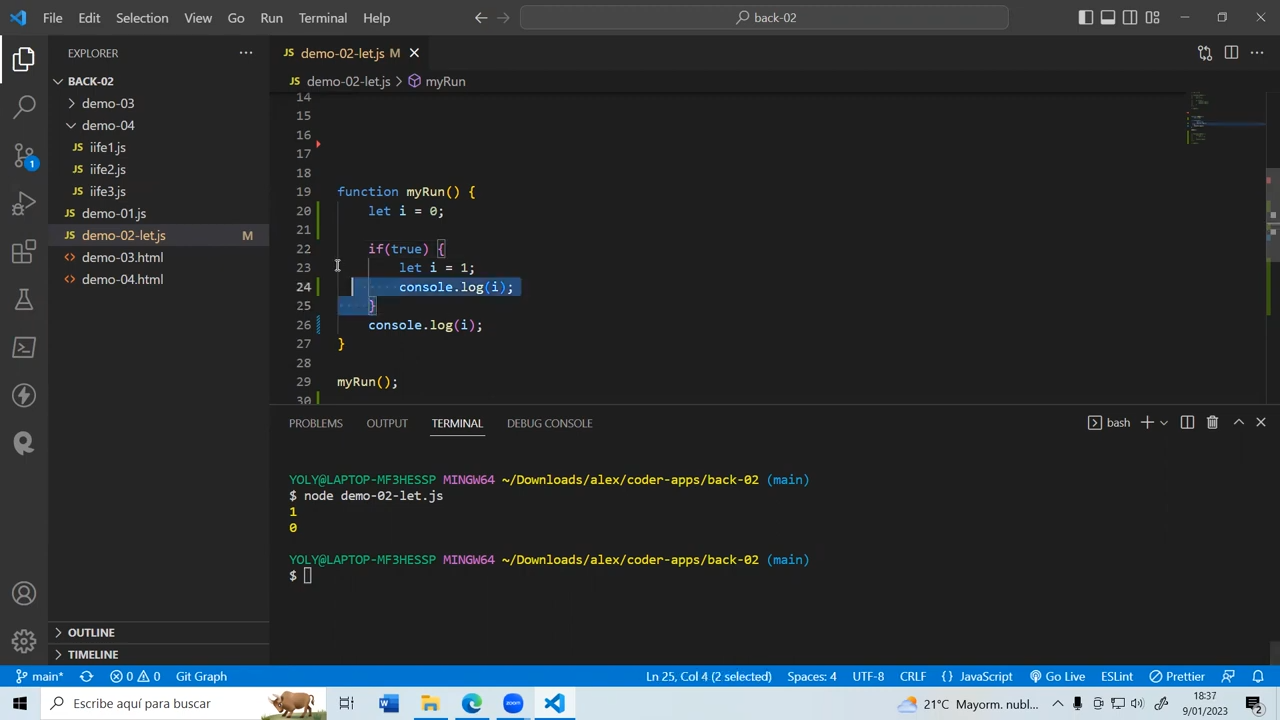 File Edit Selection View Go Run Terminal Help back-02
EXPLORER
demo-02-let.js M
BACK-02
demo-02-let.js > myRun
demo-03
demo-04
iife1.js
iife2.js
iife3.js
demo-01.js
demo-02-let.js M
demo-03.html
demo-04.html
1
14
15
16
17
18
19 function myRun() {
20 let i = 0;
21
22 if(true) {
23 let i = 1;
24 console.log(i);
25 }
26 console.log(i);
27 }
28
29 myRun();
30
PROBLEMS OUTPUT TERMINAL DEBUG CONSOLE bash
YOLY@LAPTOP-MF3HESSP MINGW64 ~/Downloads/alex/coder-apps/back-02 (main)
$ node demo-02-let.js
1
0
YOLY@LAPTOP-MF3HESSP MINGW64 ~/Downloads/alex/coder-apps/back-02 (main)
$
OUTLINE
TIMELINE
main* 0 0 Git Graph Ln 25, Col 4 (2 selected) Spaces: 4 UTF-8 CRLF { } JavaScript Go Live ESLint Prettier
Escribe aquí para buscar
21°C Mayorm. nubl...
18:37
9/01/2023
2